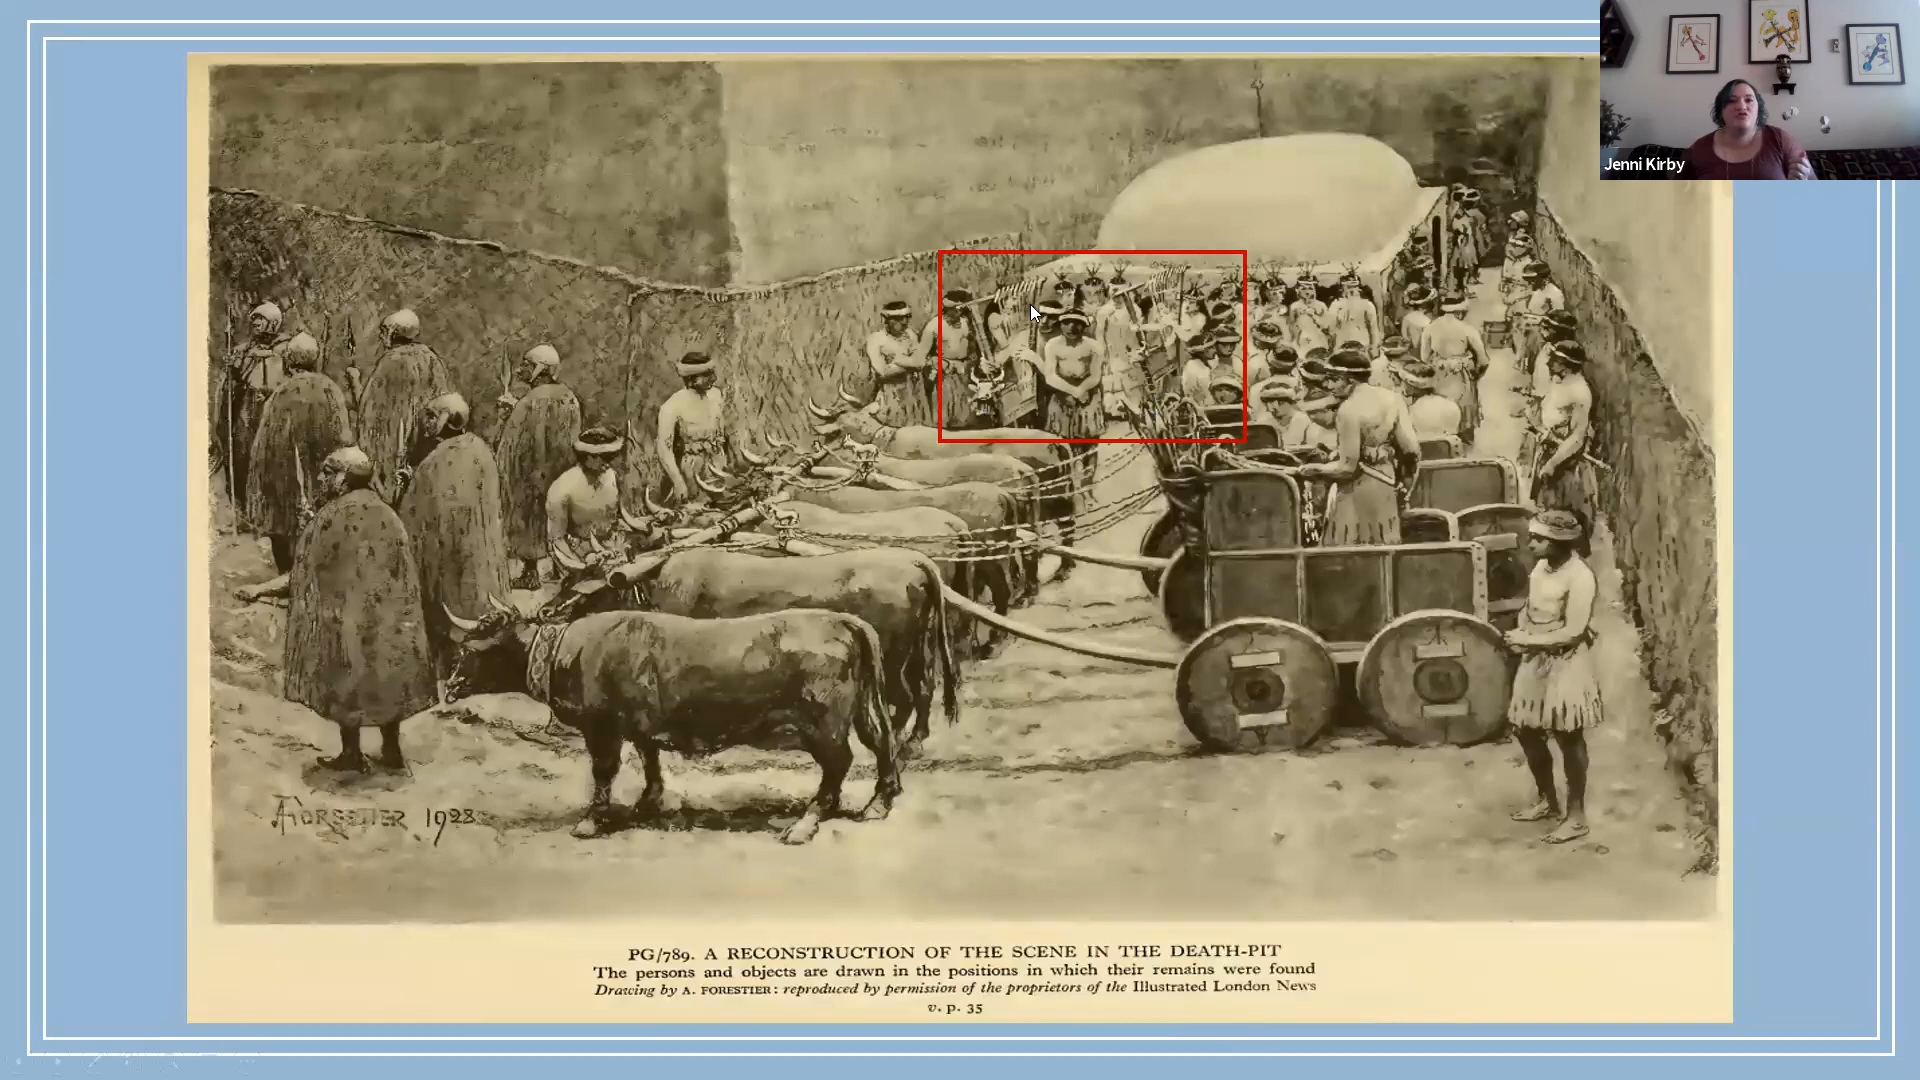 Jenni Kirby
A FORESTIER 1928
PG/789. A RECONSTRUCTION OF THE SCENE IN THE DEATH-PIT
The persons and objects are drawn in the positions in which their remains were found
Drawing by A. FORESTIER: reproduced by permission of the proprietors of the Illustrated London News
v. p. 35